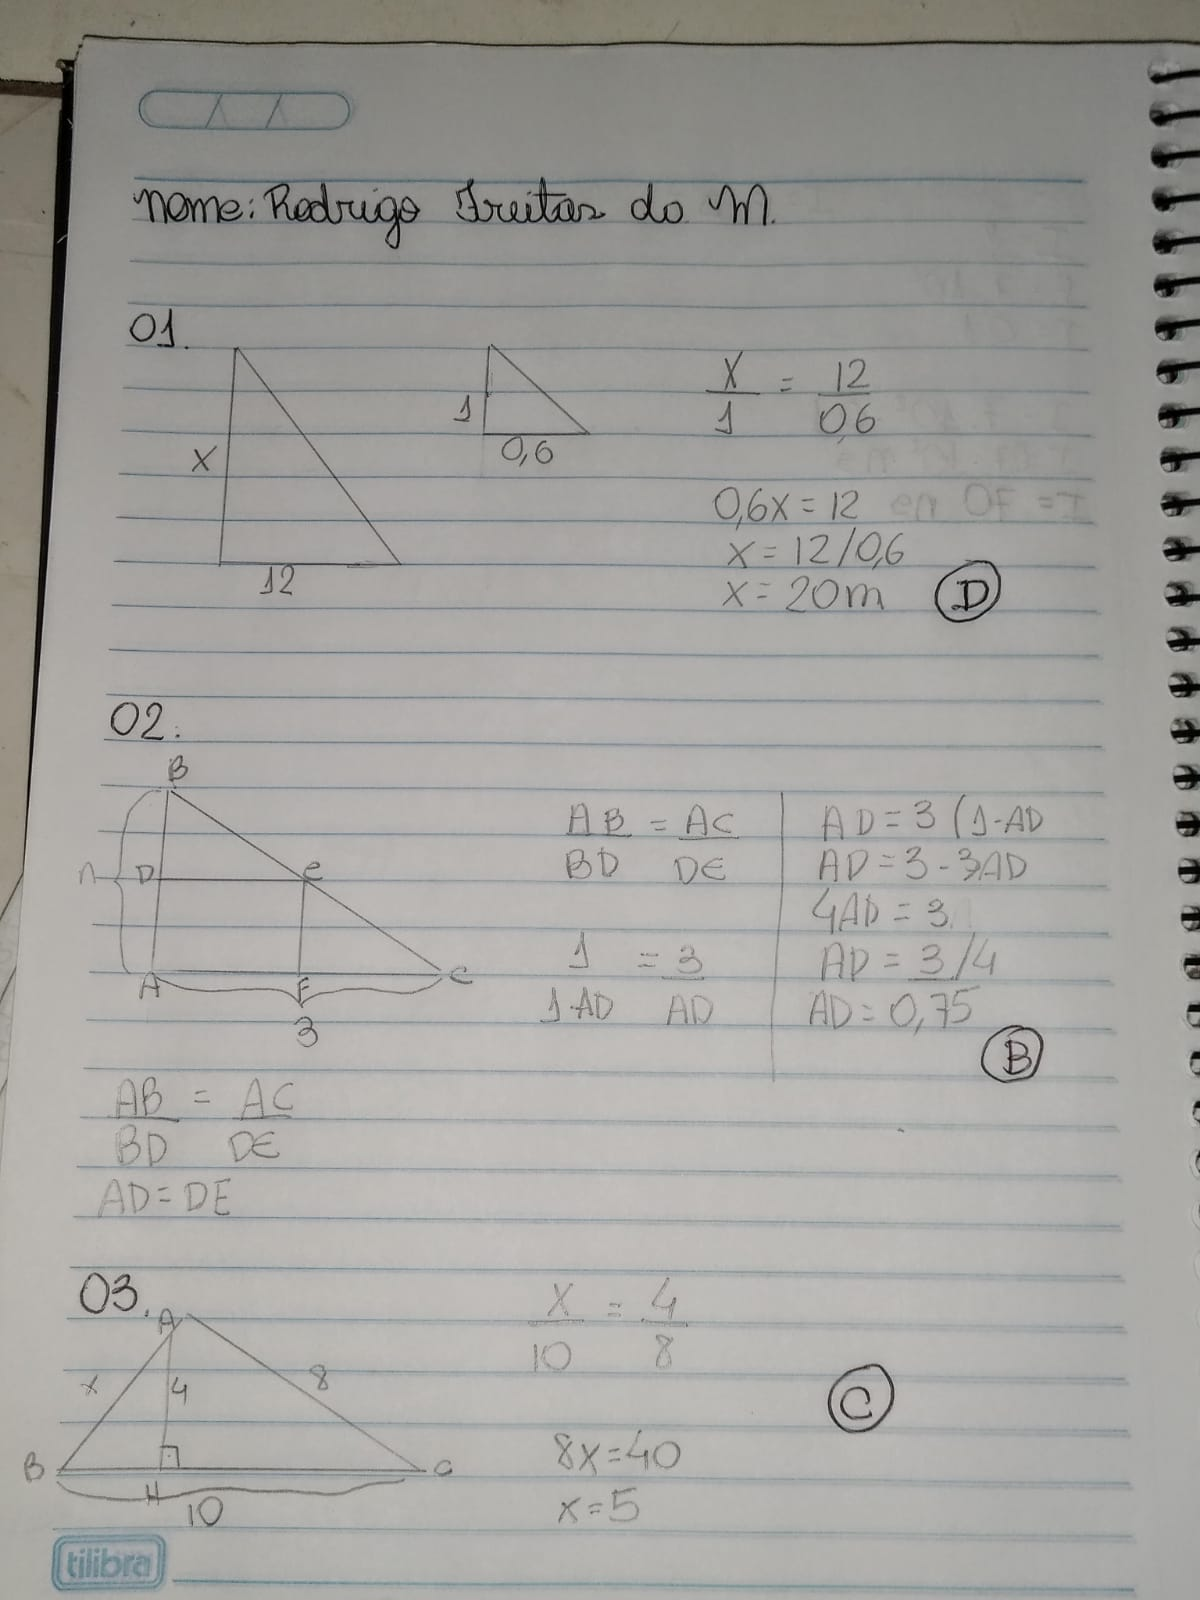 nome: Rodrigo Freitas do M.
01.
X
12
1
0,6
X = 12
1 0,6
0,6X = 12
X = 12/0,6
X = 20m
D
02.
B
D
e
A
F
C
3
AB = AC
BD DE
1 = 3
1-AD AD
AD = 3 (1-AD
AD = 3 - 3AD
4AD = 3
AD = 3/4
AD = 0,75
B
AB = AC
BD DE
AD = DE
03.
A
x
4
8
B
H
C
10
X = 4
10 8
8X = 40
x = 5
C
tilibra